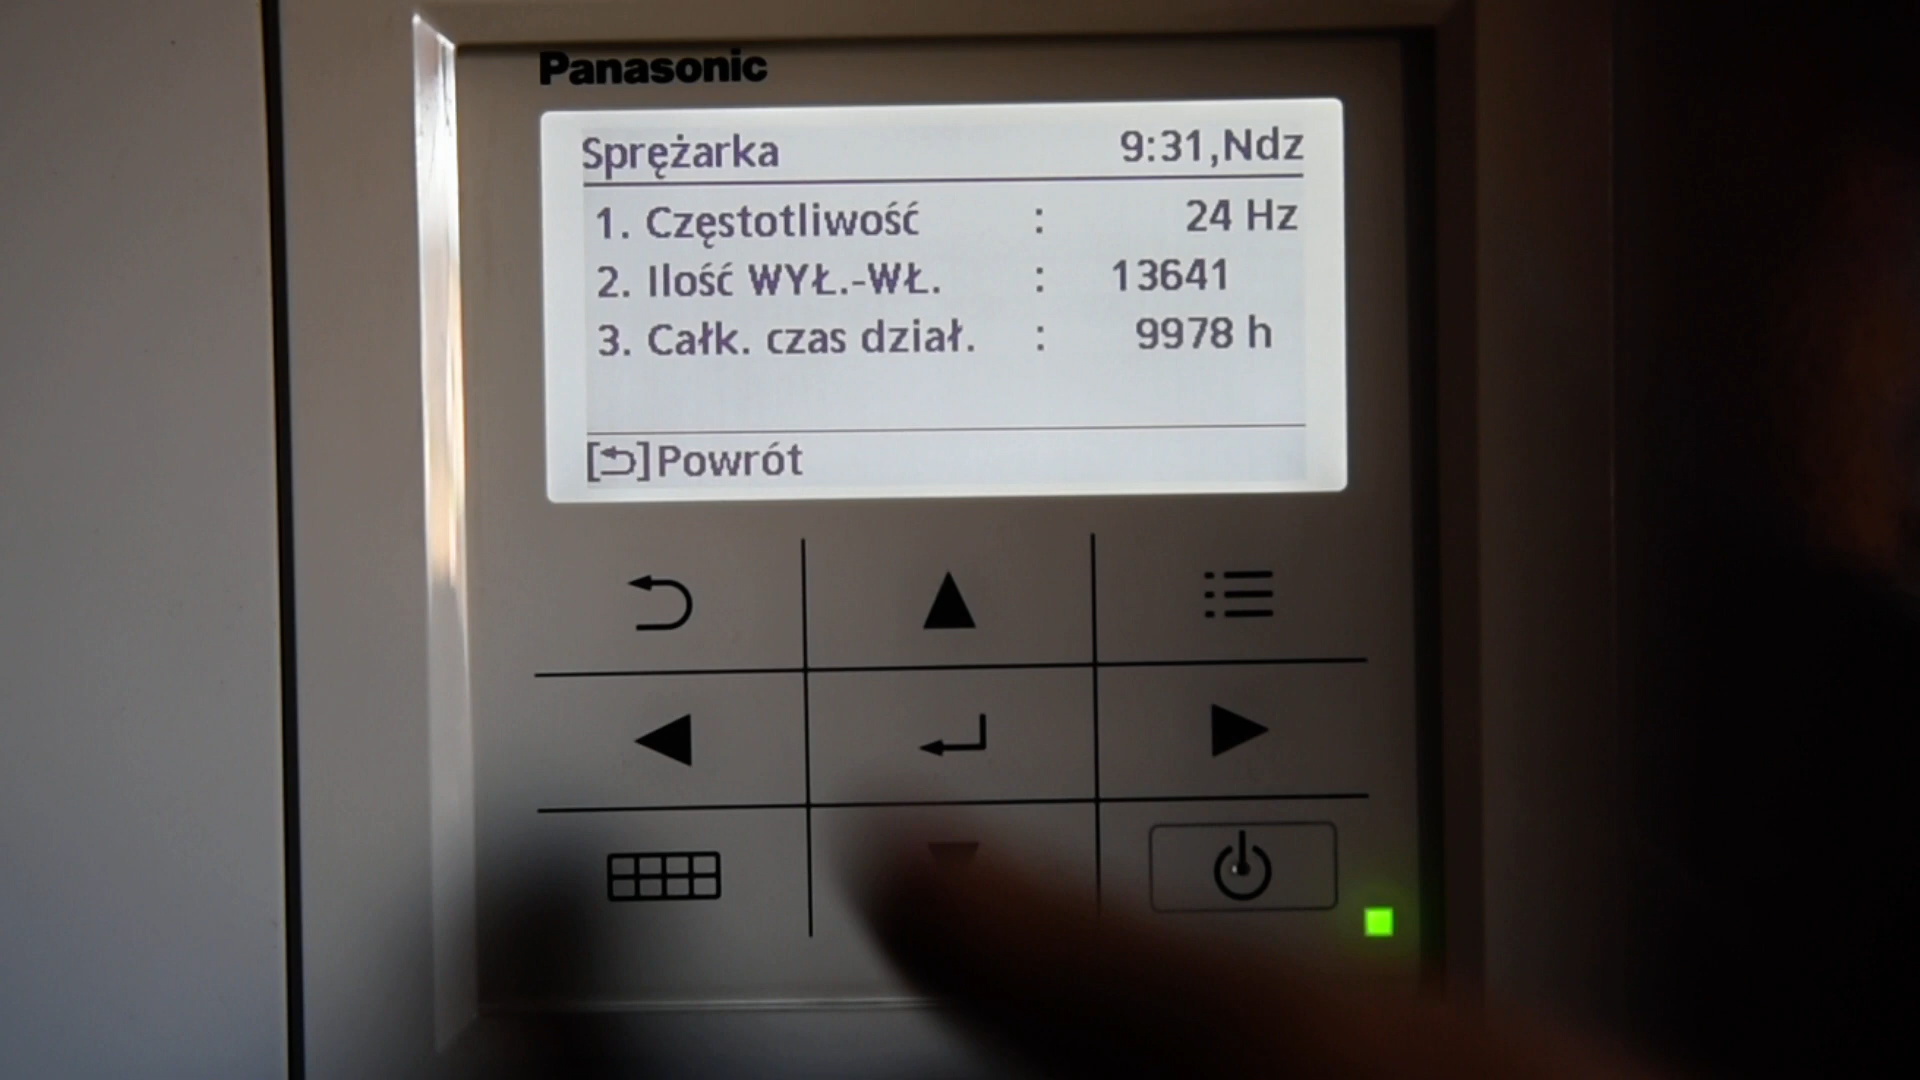 Panasonic
Sprężarka 9:31,Ndz
1. Częstotliwość : 24 Hz
2. Ilość WYŁ.-WŁ. : 13641
3. Całk. czas dział. : 9978 h
[⮌]Powrót